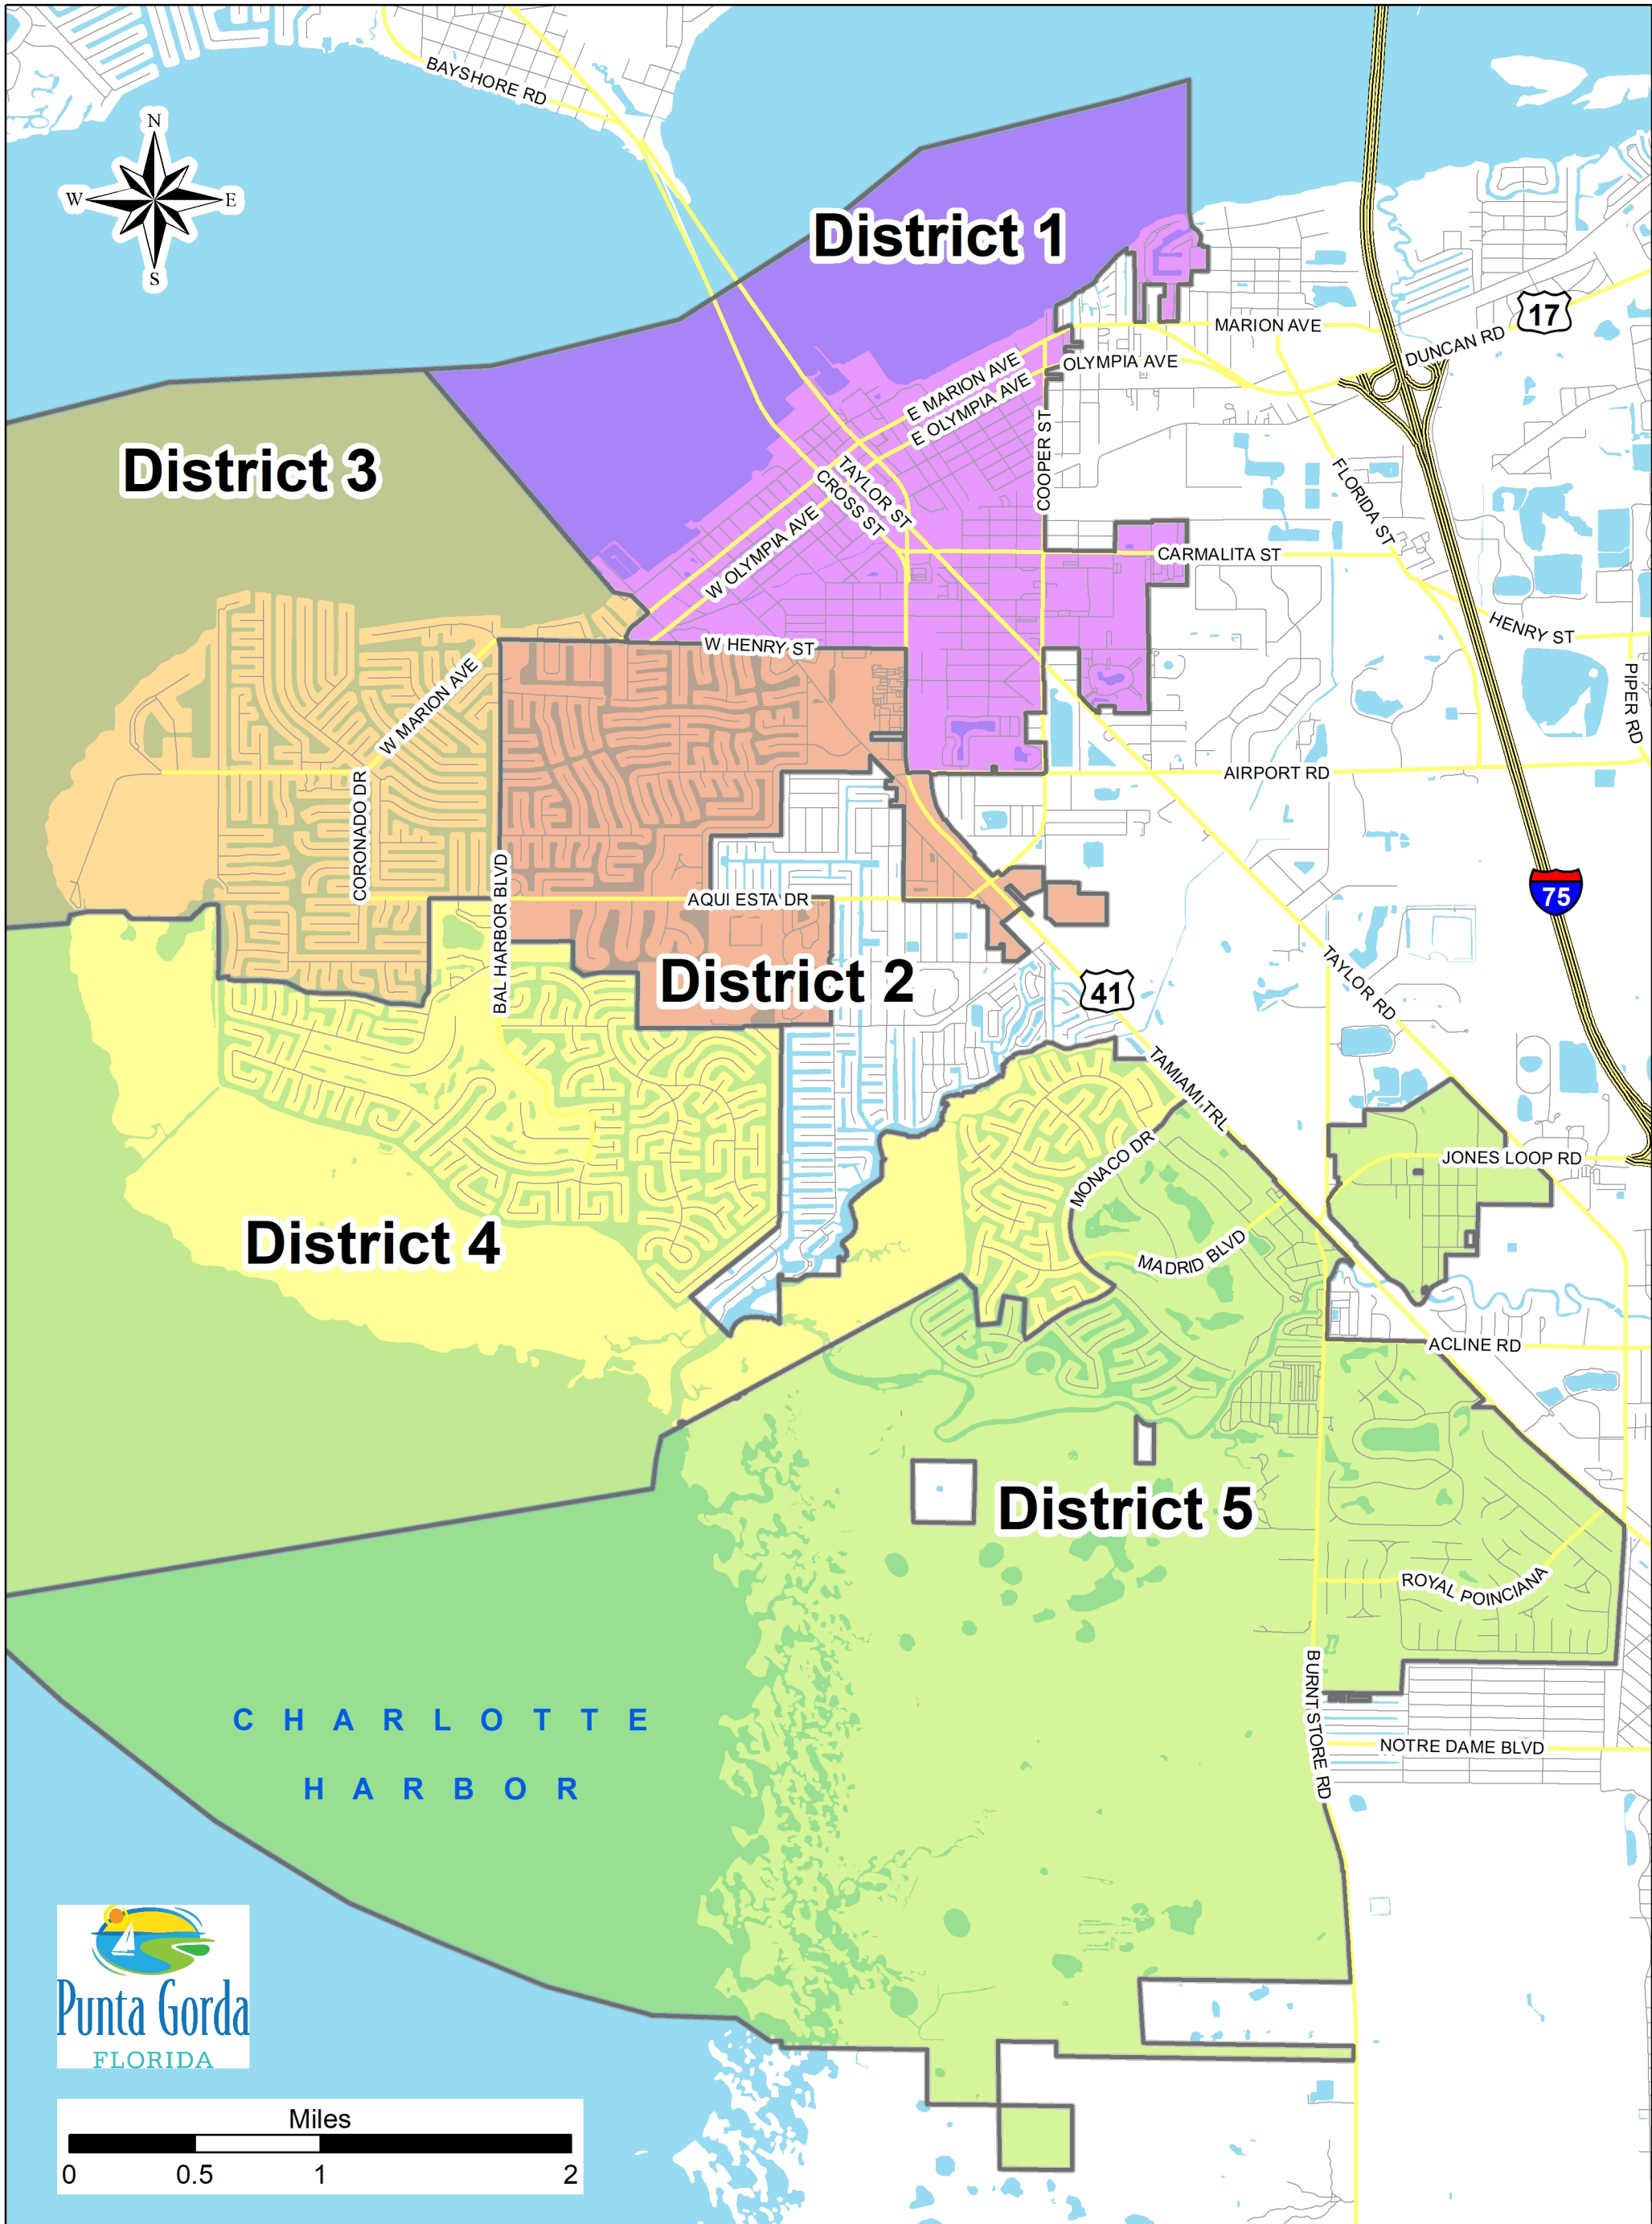 BAYSHORE RD
N
W
E
S
District 1
17
MARION AVE
DUNCAN RD
OLYMPIA AVE
E MARION AVE
E OLYMPIA AVE
COOPER ST
District 3
TAYLOR ST
CROSS ST
FLORIDA ST
W OLYMPIA AVE
CARMALITA ST
HENRY ST
W HENRY ST
PIPER RD
W MARION AVE
AIRPORT RD
CORONADO DR
BAL HARBOR BLVD
75
AQUI ESTA DR
District 2
41
TAYLOR RD
TAMIAMI TRL
MONACO DR
JONES LOOP RD
District 4
MADRID BLVD
ACLINE RD
District 5
ROYAL POINCIANA
BURNT STORE RD
CHARLOTTE
NOTRE DAME BLVD
HARBOR
Punta Gorda
FLORIDA
Miles
0 0.5 1 2